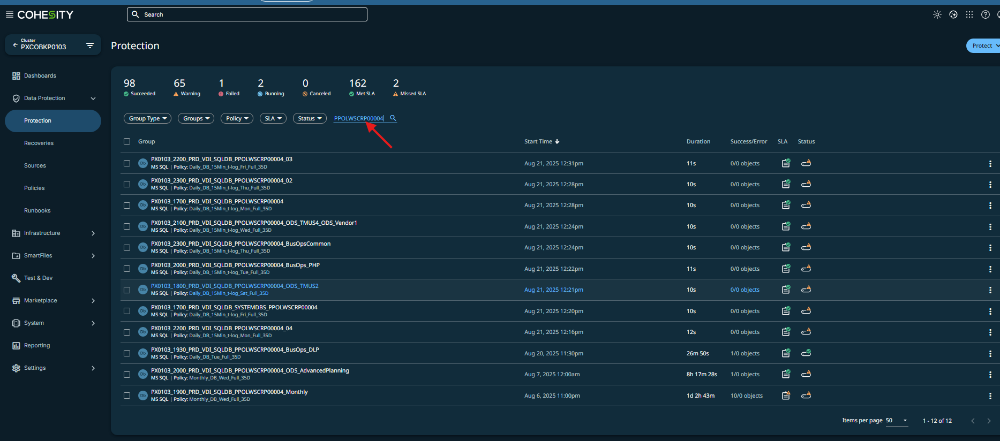 COHESITY
Search
Cluster
PXCOBKP0103
Protection
Protect
Dashboards
Data Protection
Protection
Recoveries
Sources
Policies
Runbooks
Infrastructure
SmartFiles
Test & Dev
Marketplace
System
Reporting
Settings
98 65 1 2 0 162 2
Succeeded Warning Failed Running Canceled Met SLA Missed SLA
Group Type Groups Policy SLA Status PPOLWSCRP00004
Group Start Time Duration Success/Error SLA Status
Db PX0103_2200_PRD_VDI_SQLDB_PPOLWSCRP00004_03 Aug 21, 2025 12:31pm 11s 0/0 objects
MS SQL | Policy: Daily_DB_15Min_t-log_Fri_Full_35D
Db PX0103_2300_PRD_VDI_SQLDB_PPOLWSCRP00004_02 Aug 21, 2025 12:28pm 10s 0/0 objects
MS SQL | Policy: Daily_DB_15Min_t-log_Thu_Full_35D
Db PX0103_1700_PRD_VDI_SQLDB_PPOLWSCRP00004 Aug 21, 2025 12:28pm 10s 0/0 objects
MS SQL | Policy: Daily_DB_15Min_t-log_Mon_Full_35D
Db PX0103_2100_PRD_VDI_SQLDB_PPOLWSCRP00004_ODS_TMUS4_ODS_Vendor1 Aug 21, 2025 12:24pm 10s 0/0 objects
MS SQL | Policy: Daily_DB_15Min_t-log_Wed_Full_35D
Db PX0103_2300_PRD_VDI_SQLDB_PPOLWSCRP00004_BusOpsCommon Aug 21, 2025 12:24pm 10s 0/0 objects
MS SQL | Policy: Daily_DB_15Min_t-log_Thu_Full_35D
Db PX0103_2000_PRD_VDI_SQLDB_PPOLWSCRP00004_BusOps_PHP Aug 21, 2025 12:22pm 11s 0/0 objects
MS SQL | Policy: Daily_DB_15Min_t-log_Tue_Full_35D
Db PX0103_1800_PRD_VDI_SQLDB_PPOLWSCRP00004_ODS_TMUS2 Aug 21, 2025 12:21pm 10s 0/0 objects
MS SQL | Policy: Daily_DB_15Min_t-log_Sat_Full_35D
Db PX0103_1700_PRD_VDI_SQLDB_SYSTEMDBS_PPOLWSCRP00004 Aug 21, 2025 12:20pm 10s 0/0 objects
MS SQL | Policy: Daily_DB_15Min_t-log_Fri_Full_35D
Db PX0103_2200_PRD_VDI_SQLDB_PPOLWSCRP00004_04 Aug 21, 2025 12:16pm 12s 0/0 objects
MS SQL | Policy: Daily_DB_15Min_t-log_Mon_Full_35D
Db PX0103_1930_PRD_VDI_SQLDB_PPOLWSCRP00004_BusOps_DLP Aug 20, 2025 11:30pm 26m 50s 1/0 objects
MS SQL | Policy: Daily_DB_Tue_Full_35D
Db PX0103_2000_PRD_VDI_SQLDB_PPOLWSCRP00004_ODS_AdvancedPlanning Aug 7, 2025 12:00am 8h 17m 28s 1/0 objects
MS SQL | Policy: Monthly_DB_Wed_Full_35D
Db PX0103_1900_PRD_VDI_SQLDB_PPOLWSCRP00004_Monthly Aug 6, 2025 11:00pm 1d 2h 43m 10/0 objects
MS SQL | Policy: Monthly_DB_Wed_Full_35D
Items per page 50 1 - 12 of 12